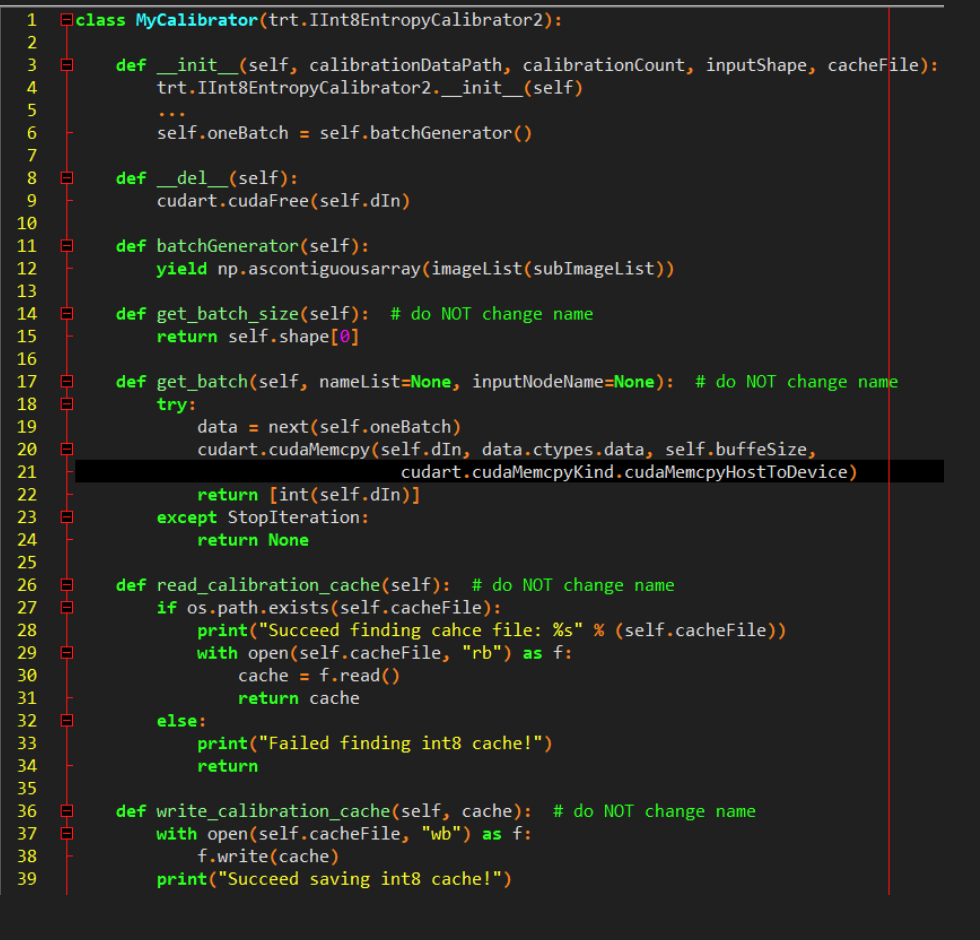 1 class MyCalibrator(trt.IInt8EntropyCalibrator2):
2
3     def __init__(self, calibrationDataPath, calibrationCount, inputShape, cacheFile):
4         trt.IInt8EntropyCalibrator2.__init__(self)
5         ...
6         self.oneBatch = self.batchGenerator()
7
8     def __del__(self):
9         cudart.cudaFree(self.dIn)
10
11     def batchGenerator(self):
12         yield np.ascontiguousarray(imageList(subImageList))
13
14     def get_batch_size(self):  # do NOT change name
15         return self.shape[0]
16
17     def get_batch(self, nameList=None, inputNodeName=None):  # do NOT change name
18         try:
19             data = next(self.oneBatch)
20             cudart.cudaMemcpy(self.dIn, data.ctypes.data, self.buffeSize,
21                                 cudart.cudaMemcpyKind.cudaMemcpyHostToDevice)
22             return [int(self.dIn)]
23         except StopIteration:
24             return None
25
26     def read_calibration_cache(self):  # do NOT change name
27         if os.path.exists(self.cacheFile):
28             print("Succeed finding cahce file: %s" % (self.cacheFile))
29             with open(self.cacheFile, "rb") as f:
30                 cache = f.read()
31                 return cache
32         else:
33             print("Failed finding int8 cache!")
34             return
35
36     def write_calibration_cache(self, cache):  # do NOT change name
37         with open(self.cacheFile, "wb") as f:
38             f.write(cache)
39         print("Succeed saving int8 cache!")